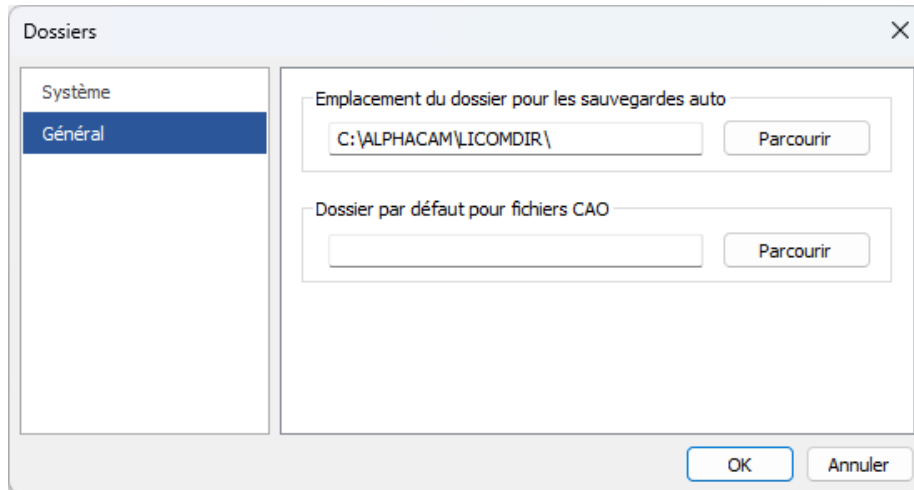 Dossiers
Système
Général
Emplacement du dossier pour les sauvegardes auto
C:\ALPHACAM\LICOMDIR\
Parcourir
Dossier par défaut pour fichiers CAO
Parcourir
OK
Annuler